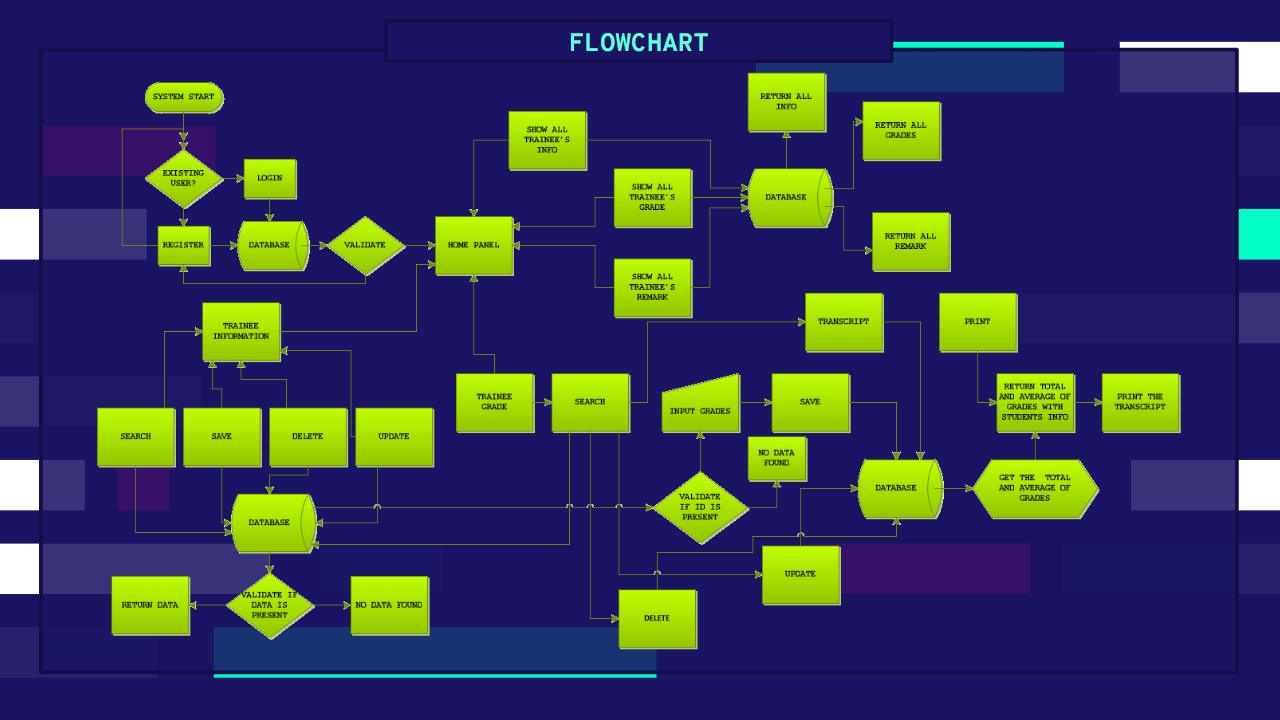 FLOWCHART
SYSTEM START
EXISTING
USER?
LOGIN
REGISTER
DATABASE
VALIDATE
HOME PANEL
SHOW ALL
TRAINEE'S
INFO
SHOW ALL
TRAINEE'S
GRADE
SHOW ALL
TRAINEE'S
REMARK
DATABASE
RETURN ALL
INFO
RETURN ALL
GRADES
RETURN ALL
REMARK
TRAINEE
INFORMATION
SEARCH
SAVE
DELETE
UPDATE
DATABASE
VALIDATE IF
DATA IS
PRESENT
RETURN DATA
NO DATA FOUND
TRAINEE
GRADE
SEARCH
TRANSCRIPT
PRINT
INPUT GRADES
SAVE
NO DATA
FOUND
VALIDATE
IF ID IS
PRESENT
DATABASE
UPDATE
DELETE
GET THE  TOTAL
AND AVERAGE OF
GRADES
RETURN TOTAL
AND AVERAGE OF
GRADES WITH
STUDENTS INFO
PRINT THE
TRANSCRIPT